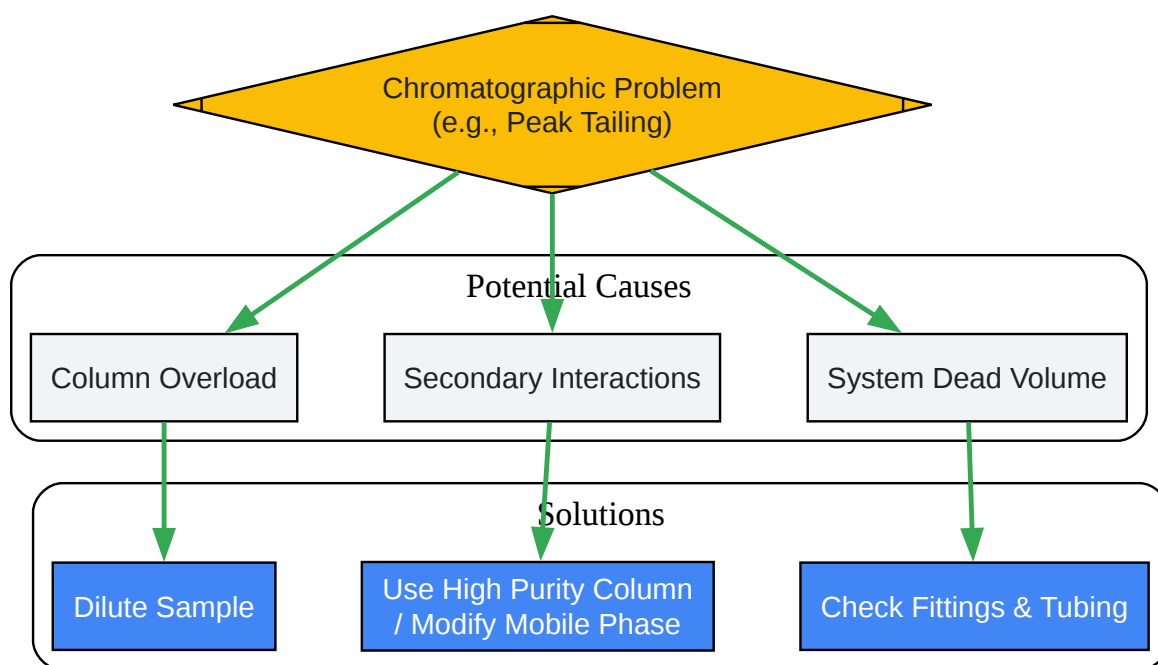 Chromatographic Problem
(e.g., Peak Tailing)
Potential Causes
Column Overload
Secondary Interactions
System Dead Volume
Solutions
Dilute Sample
Use High Purity Column
/ Modify Mobile Phase
Check Fittings & Tubing